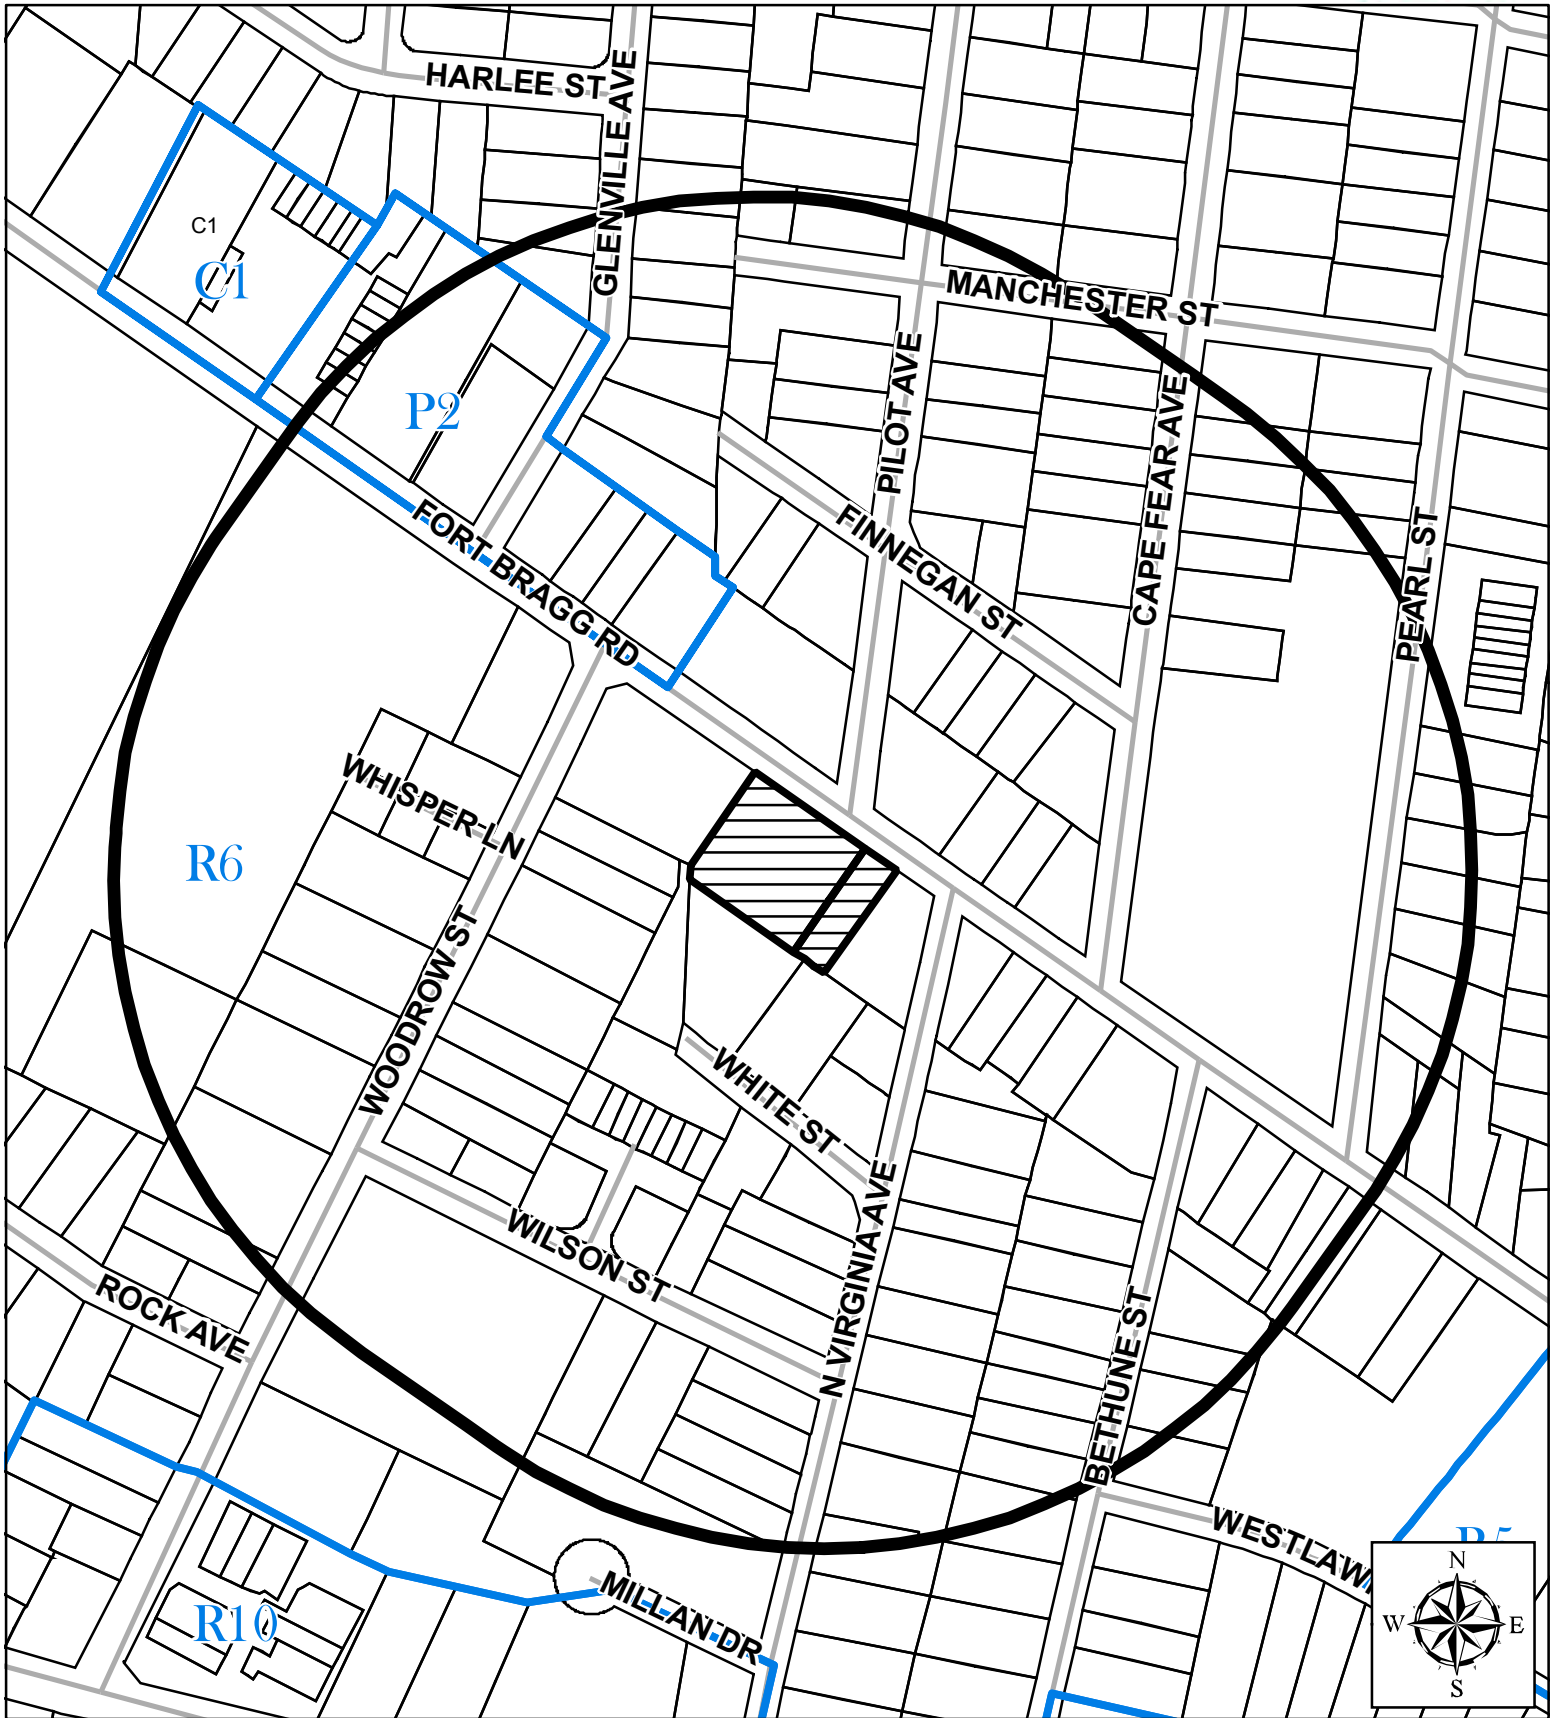 HARLEE ST
GLENVILLE AVE
C1
C1
MANCHESTER ST
P2
PILOT AVE
CAPE FEAR AVE
FORT BRAGG RD
FINNEGAN ST
PEARL ST
WHISPER LN
R6
WOODROW ST
WHITE ST
WILSON ST
N VIRGINIA AVE
ROCK AVE
BETHUNE ST
WESTLAW
MILLAN DR
R10
N
W E
S